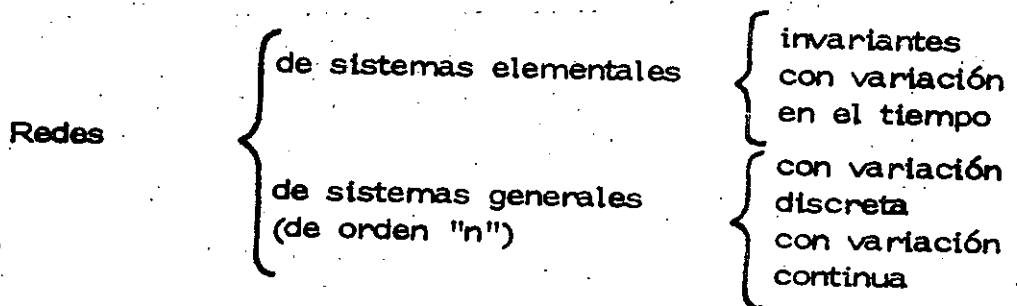 Redes
de sistemas elementales
invariantes
con variación
en el tiempo
de sistemas generales
(de orden "n")
con variación
discreta
con variación
continua